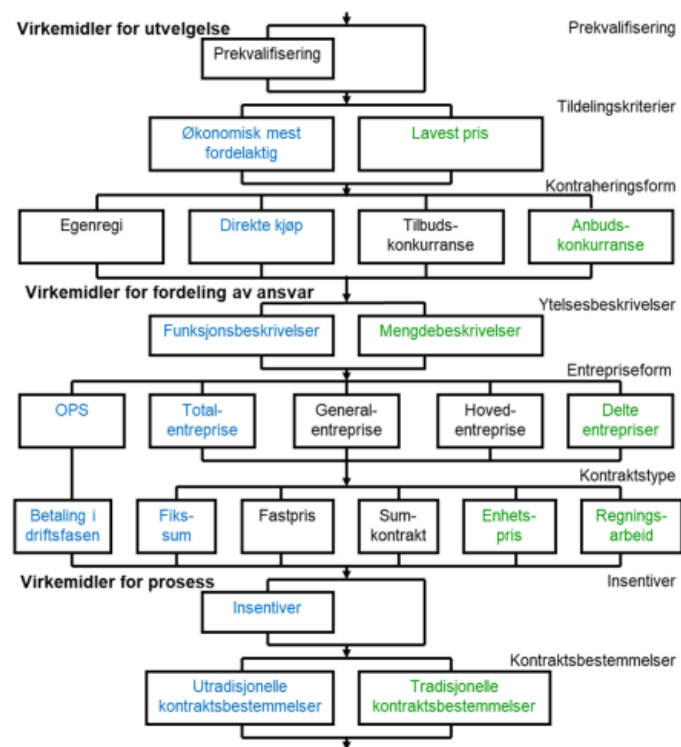 Virkemidler for utvelgelse
Prekvalifisering
Prekvalifisering
Tildelingskriterier
Økonomisk mest
fordelaktig
Lavest pris
Kontraheringsform
Egenregi
Direkte kjøp
Tilbuds-
konkurranse
Anbuds-
konkurranse
Virkemidler for fordeling av ansvar
Ytelsesbeskrivelser
Funksjonsbeskrivelser
Mengdebeskrivelser
Entrepriseform
OPS
Total-
entreprise
General-
entreprise
Hoved-
entreprise
Delte
entrepriser
Kontraktstype
Betaling i
driftsfasen
Fiks-
sum
Fastpris
Sum-
kontrakt
Enhets-
pris
Regnings-
arbeid
Virkemidler for prosess
Insentiver
Insentiver
Kontraktsbestemmelser
Utradisjonelle
kontraktsbestemmelser
Tradisjonelle
kontraktsbestemmelser